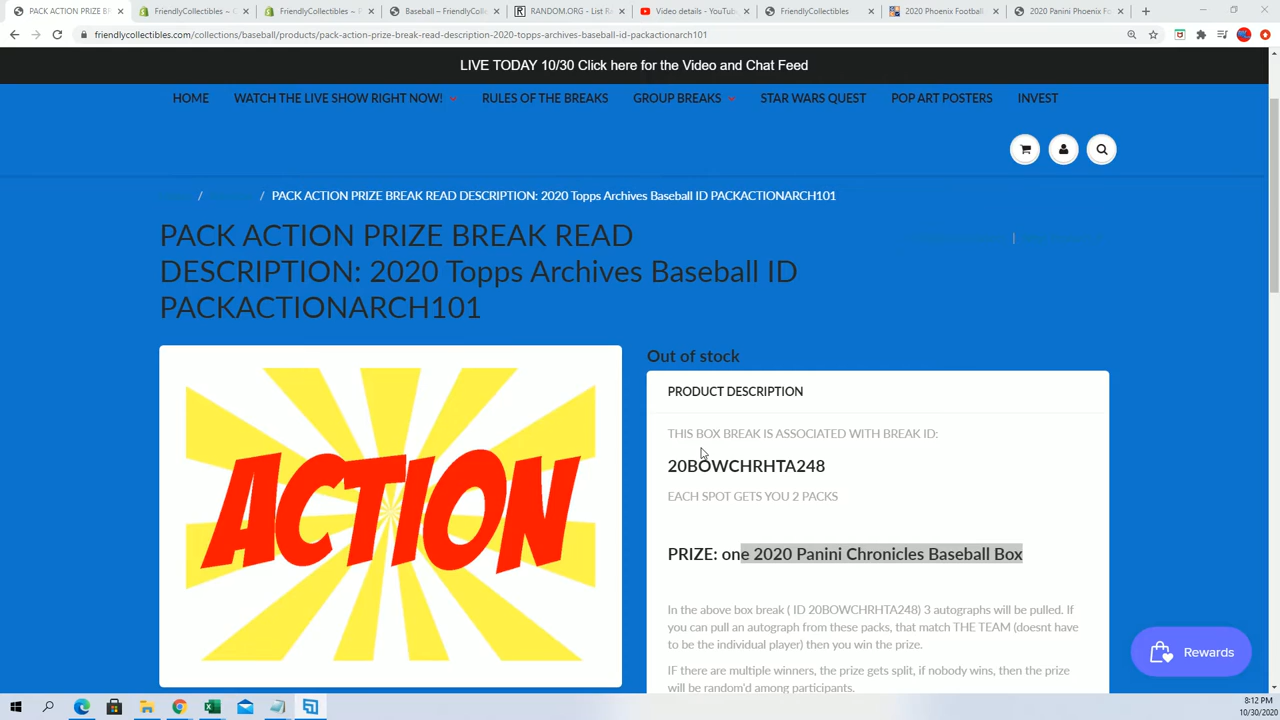 PACK ACTION PRIZE BRE
FriendlyCollectibles ~ C
FriendlyCollectibles ~ F
Baseball – FriendlyColle
RANDOM.ORG - List Re
Video details - YouTube
FriendlyCollectibles
2020 Phoenix Football
2020 Panini Phoenix Fo
friendlycollectibles.com/collections/baseball/products/pack-action-prize-break-read-description-2020-topps-archives-baseball-id-packactionarch101
LIVE TODAY 10/30 Click here for the Video and Chat Feed
HOME WATCH THE LIVE SHOW RIGHT NOW! RULES OF THE BREAKS GROUP BREAKS STAR WARS QUEST POP ART POSTERS INVEST
/ / PACK ACTION PRIZE BREAK READ DESCRIPTION: 2020 Topps Archives Baseball ID PACKACTIONARCH101
PACK ACTION PRIZE BREAK READ
DESCRIPTION: 2020 Topps Archives Baseball ID
PACKACTIONARCH101
ACTION
Out of stock
PRODUCT DESCRIPTION
THIS BOX BREAK IS ASSOCIATED WITH BREAK ID:
20BOWCHRHTA248
EACH SPOT GETS YOU 2 PACKS
PRIZE: one 2020 Panini Chronicles Baseball Box
In the above box break ( ID 20BOWCHRHTA248) 3 autographs will be pulled. If
you can pull an autograph from these packs, that match THE TEAM (doesnt have
to be the individual player) then you win the prize.
IF there are multiple winners, the prize gets split, if nobody wins, then the prize
will be random'd among participants.
Rewards
8:12 PM
10/30/2020